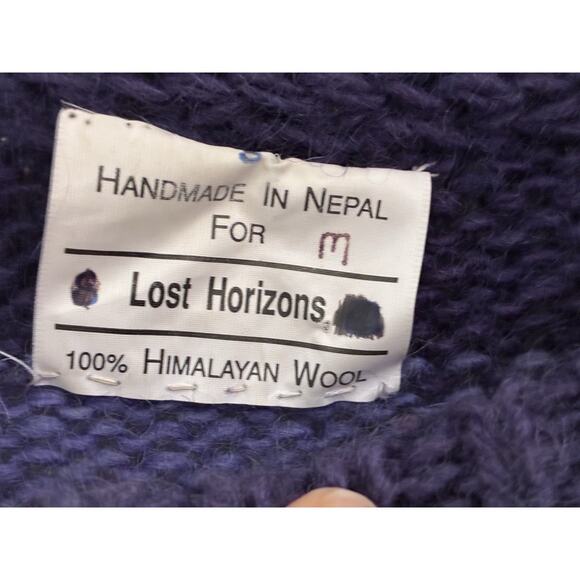 HANDMADE IN NEPAL
FOR m
Lost Horizons
100% HIMALAYAN WOOL